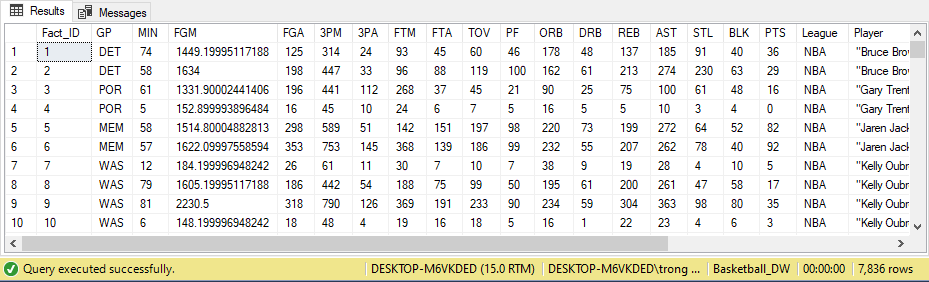 Results Messages
Fact_ID GP MIN FGM FGA 3PM 3PA FTM FTA TOV PF ORB DRB REB AST STL BLK PTS League Player
1 1 DET 74 1449.19995117188 125 314 24 93 45 60 46 178 48 137 185 91 40 36 NBA "Bruce Brov
2 2 DET 58 1634 198 447 33 96 88 119 100 162 61 213 274 230 63 29 NBA "Bruce Brov
3 3 POR 61 1331.90002441406 196 441 112 268 37 45 21 90 25 75 100 61 48 16 NBA "Gary Trent
4 4 POR 5 152.899993896484 16 45 10 24 6 7 5 16 5 5 10 3 4 0 NBA "Gary Trent
5 5 MEM 58 1514.80004882813 298 589 51 142 151 197 98 220 73 199 272 64 52 82 NBA "Jaren Jack
6 6 MEM 57 1622.09997558594 353 753 145 368 139 186 99 232 55 207 262 78 40 92 NBA "Jaren Jack
7 7 WAS 12 184.199996948242 26 61 11 30 7 10 7 38 9 19 28 4 10 5 NBA "Kelly Oubr
8 8 WAS 79 1605.19995117188 186 442 54 188 75 99 50 195 61 200 261 47 58 17 NBA "Kelly Oubr
9 9 WAS 81 2230.5 318 790 126 369 191 233 90 234 59 304 363 98 80 35 NBA "Kelly Oubr
10 10 WAS 6 148.199996948242 18 48 4 19 16 18 5 16 1 22 23 4 6 3 NBA "Kelly Oubr
Query executed successfully. DESKTOP-M6VKDED (15.0 RTM) DESKTOP-M6VKDED\trong ... Basketball_DW 00:00:00 7,836 rows